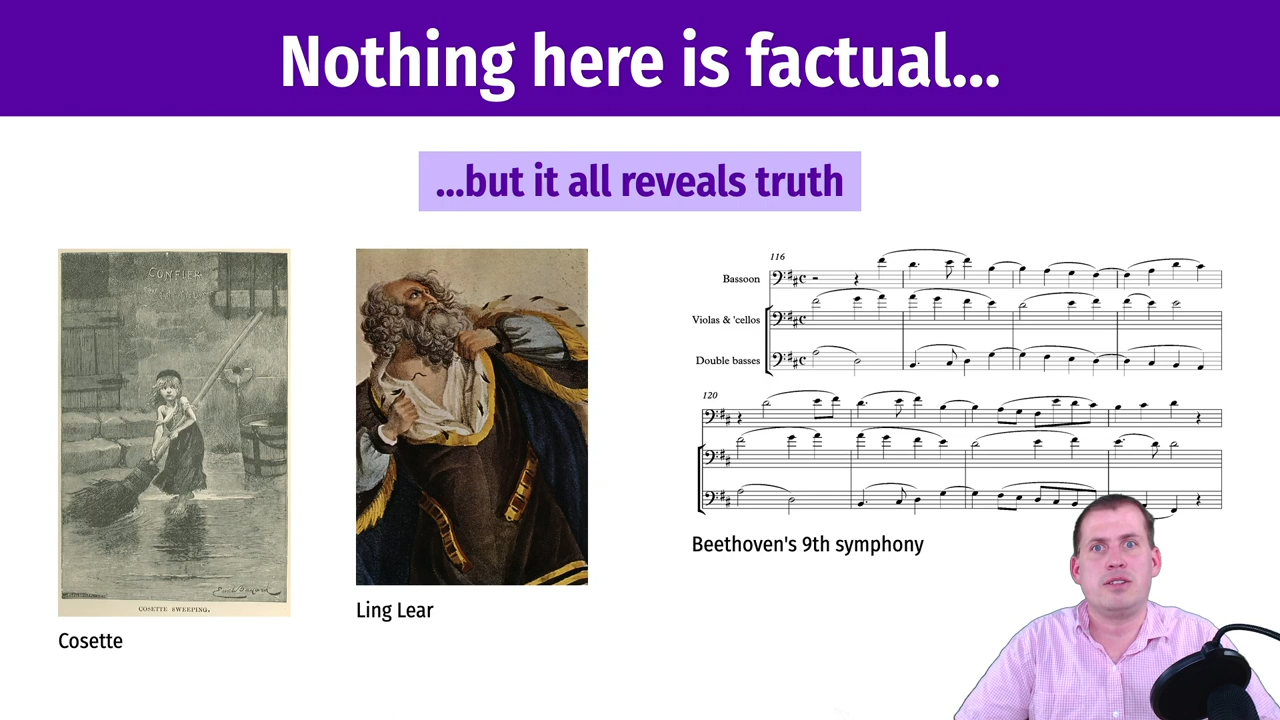 Nothing here is factual...
...but it all reveals truth
COSETTE SWEEPING.
Cosette
Ling Lear
116
Bassoon
Violas & 'cellos
Double basses
120
Beethoven's 9th symphony